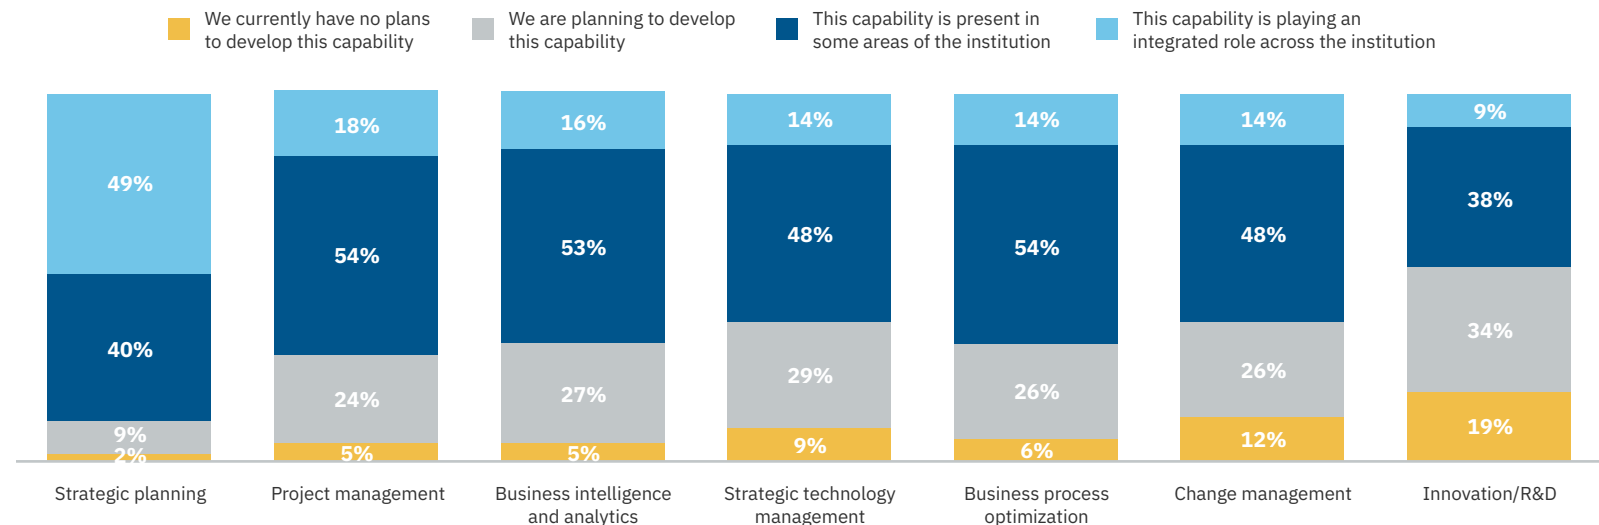 We currently have no plans
to develop this capability
We are planning to develop
this capability
This capability is present in
some areas of the institution
This capability is playing an
integrated role across the institution
49%
40%
9%
2%
Strategic planning
18%
54%
24%
5%
Project management
16%
53%
27%
5%
Business intelligence
and analytics
14%
48%
29%
9%
Strategic technology
management
14%
54%
26%
6%
Business process
optimization
14%
48%
26%
12%
Change management
9%
38%
34%
19%
Innovation/R&D